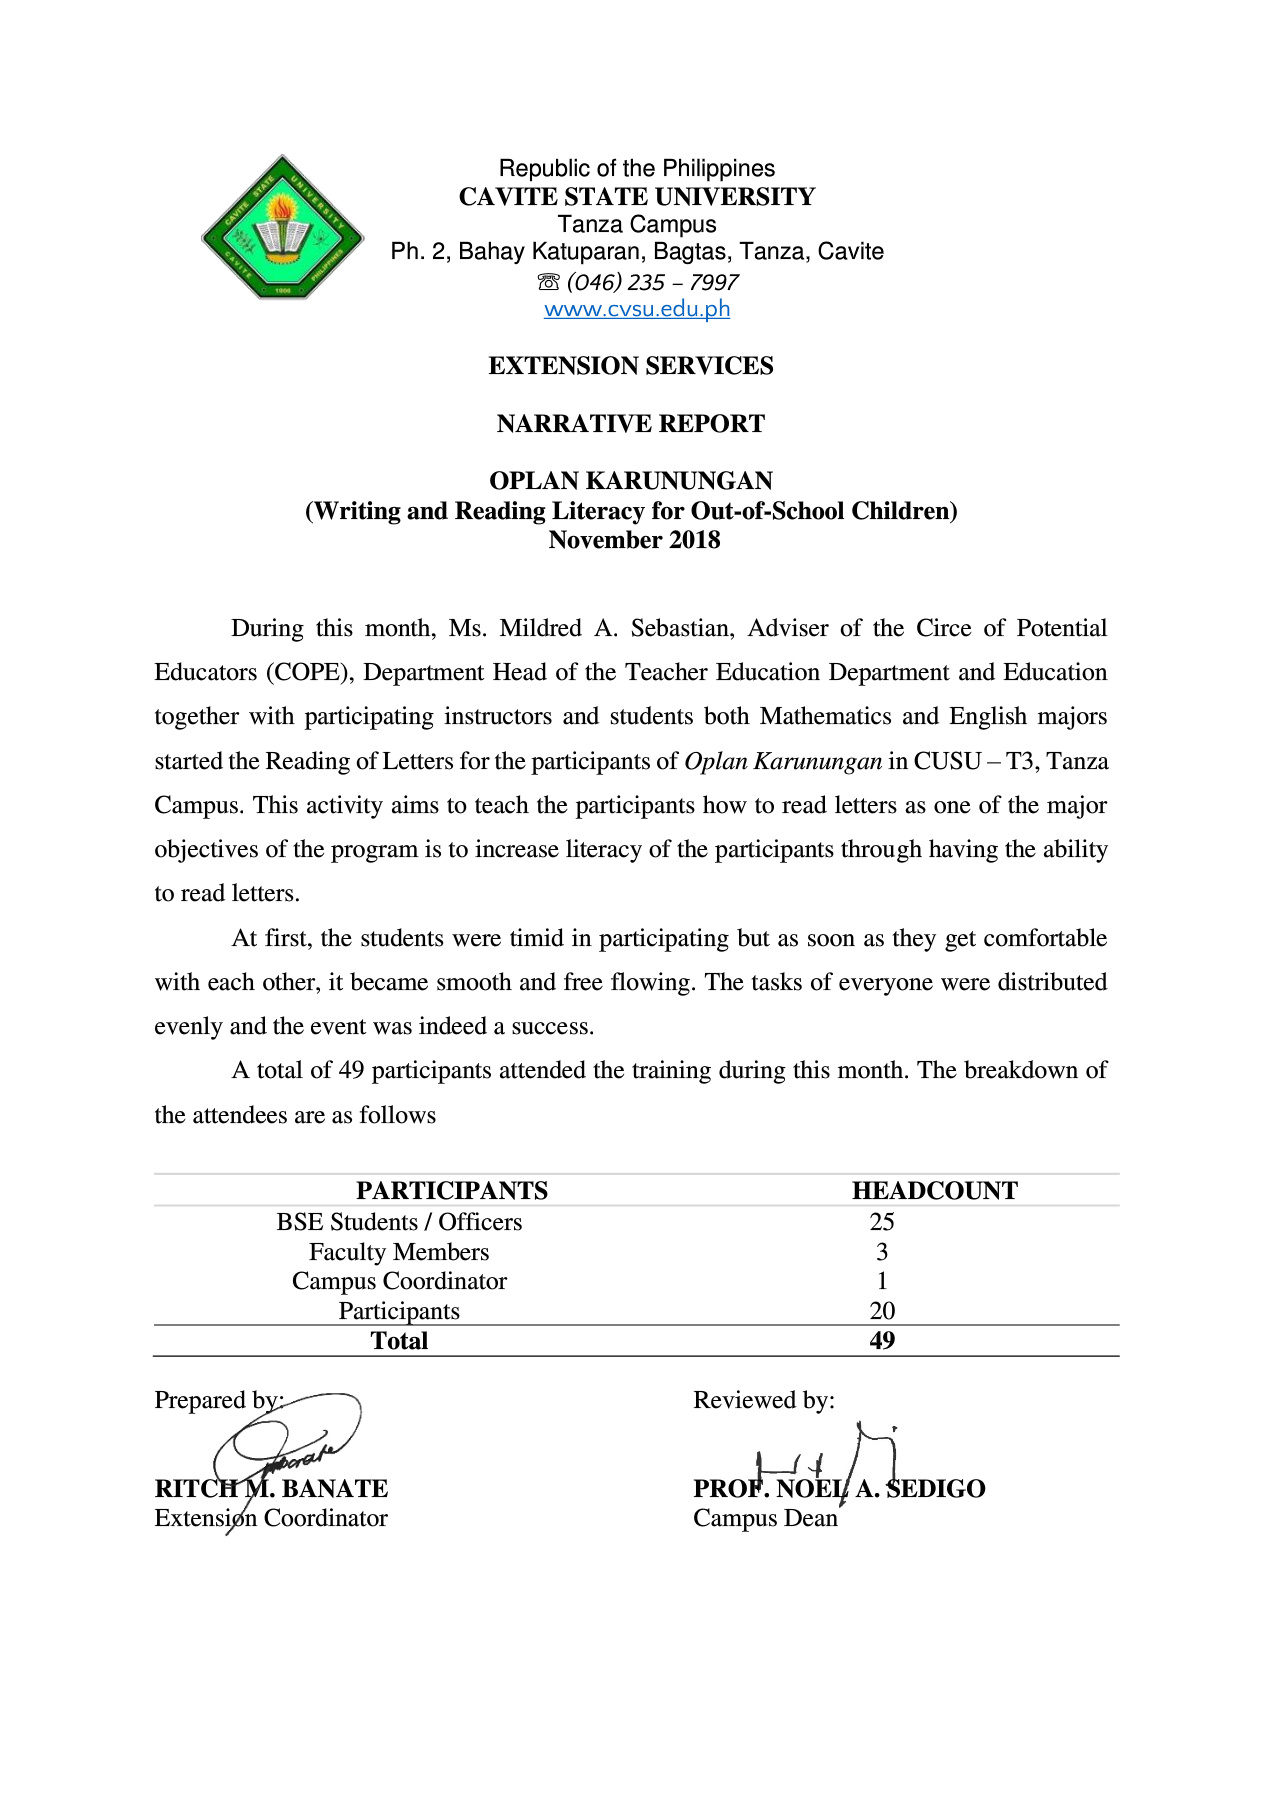 CAVITE STATE UNIVERSITY
CAVITE PHILIPPINES
1906
Republic of the Philippines
CAVITE STATE UNIVERSITY
Tanza Campus
Ph. 2, Bahay Katuparan, Bagtas, Tanza, Cavite
☏ (046) 235 – 7997
www.cvsu.edu.ph
EXTENSION SERVICES
NARRATIVE REPORT
OPLAN KARUNUNGAN
(Writing and Reading Literacy for Out-of-School Children)
November 2018
During this month, Ms. Mildred A. Sebastian, Adviser of the Circe of Potential
Educators (COPE), Department Head of the Teacher Education Department and Education
together with participating instructors and students both Mathematics and English majors
started the Reading of Letters for the participants of Oplan Karunungan in CUSU – T3, Tanza
Campus. This activity aims to teach the participants how to read letters as one of the major
objectives of the program is to increase literacy of the participants through having the ability
to read letters.
At first, the students were timid in participating but as soon as they get comfortable
with each other, it became smooth and free flowing. The tasks of everyone were distributed
evenly and the event was indeed a success.
A total of 49 participants attended the training during this month. The breakdown of
the attendees are as follows
PARTICIPANTS HEADCOUNT
BSE Students / Officers 25
Faculty Members 3
Campus Coordinator 1
Participants 20
Total 49
Prepared by: Reviewed by:
RITCH M. BANATE PROF. NOEL A. SEDIGO
Extension Coordinator Campus Dean